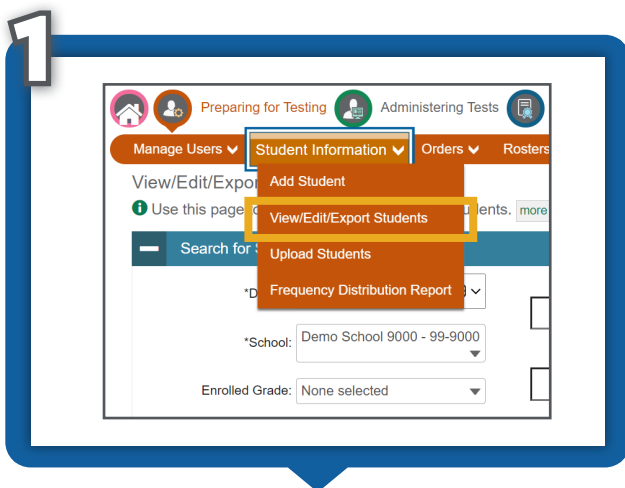 1
Preparing for Testing Administering Tests
Manage Users Student Information Orders Rosters
Add Student
View/Edit/Export Students
Upload Students
Frequency Distribution Report
View/Edit/Expor
Use this page more
Search for
*D
*School: Demo School 9000 - 99-9000
Enrolled Grade: None selected